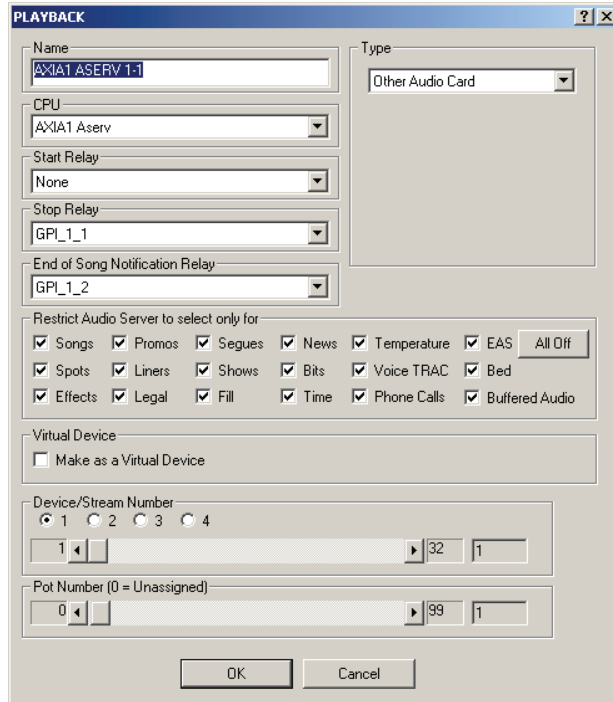 PLAYBACK
Name
AXIA1 ASERV 1-1
Type
Other Audio Card
CPU
AXIA1 Aserv
Start Relay
None
Stop Relay
GPI_1_1
End of Song Notification Relay
GPI_1_2
Restrict Audio Server to select only for
Songs Promos Segues News Temperature EAS All Off
Spots Liners Shows Bits Voice TRAC Bed
Effects Legal Fill Time Phone Calls Buffered Audio
Virtual Device
Make as a Virtual Device
Device/Stream Number
1 2 3 4
1 32 1
Pot Number (0 = Unassigned)
0 99 1
OK Cancel